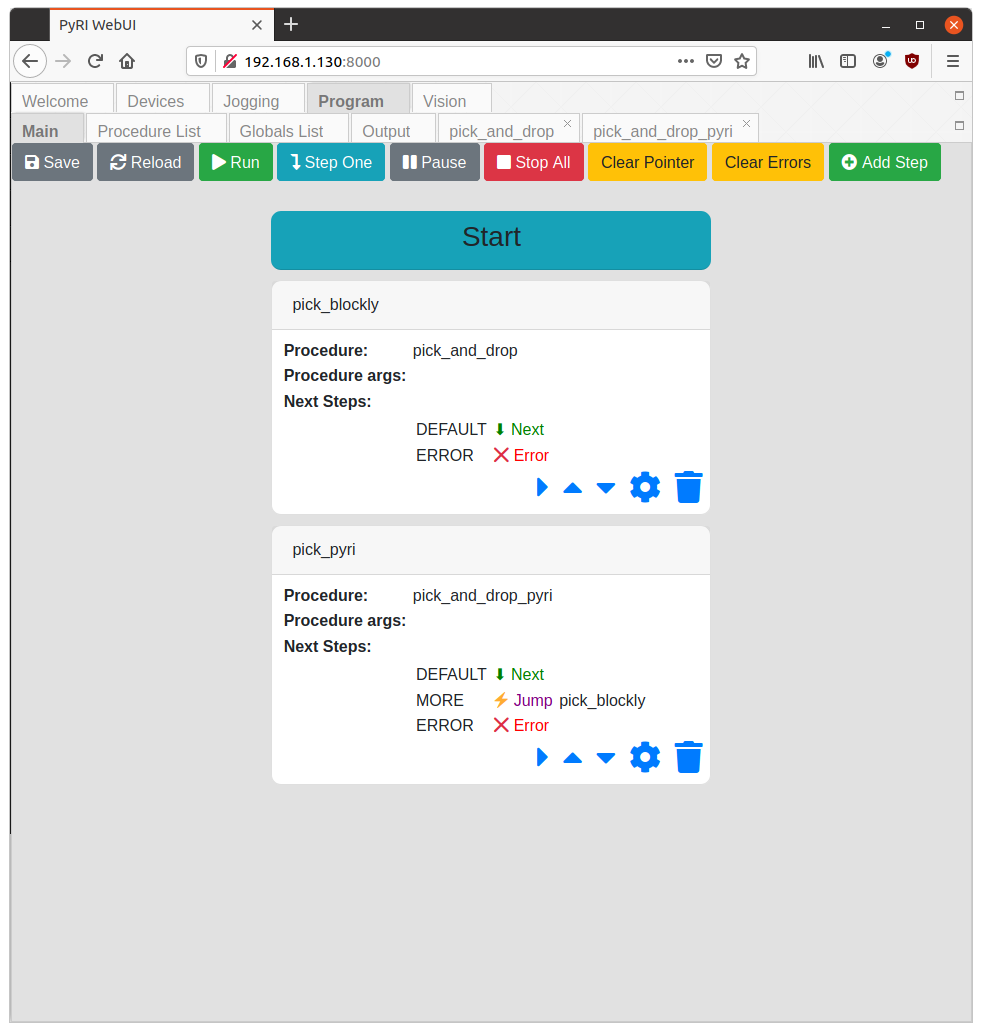 PyRI WebUI
192.168.1.130:8000
Welcome Devices Jogging Program Vision
Main Procedure List Globals List Output pick_and_drop pick_and_drop_pyri
Save Reload Run Step One Pause Stop All Clear Pointer Clear Errors Add Step
Start
pick_blockly
Procedure: pick_and_drop
Procedure args:
Next Steps:
DEFAULT Next
ERROR Error
pick_pyri
Procedure: pick_and_drop_pyri
Procedure args:
Next Steps:
DEFAULT Next
MORE Jump pick_blockly
ERROR Error